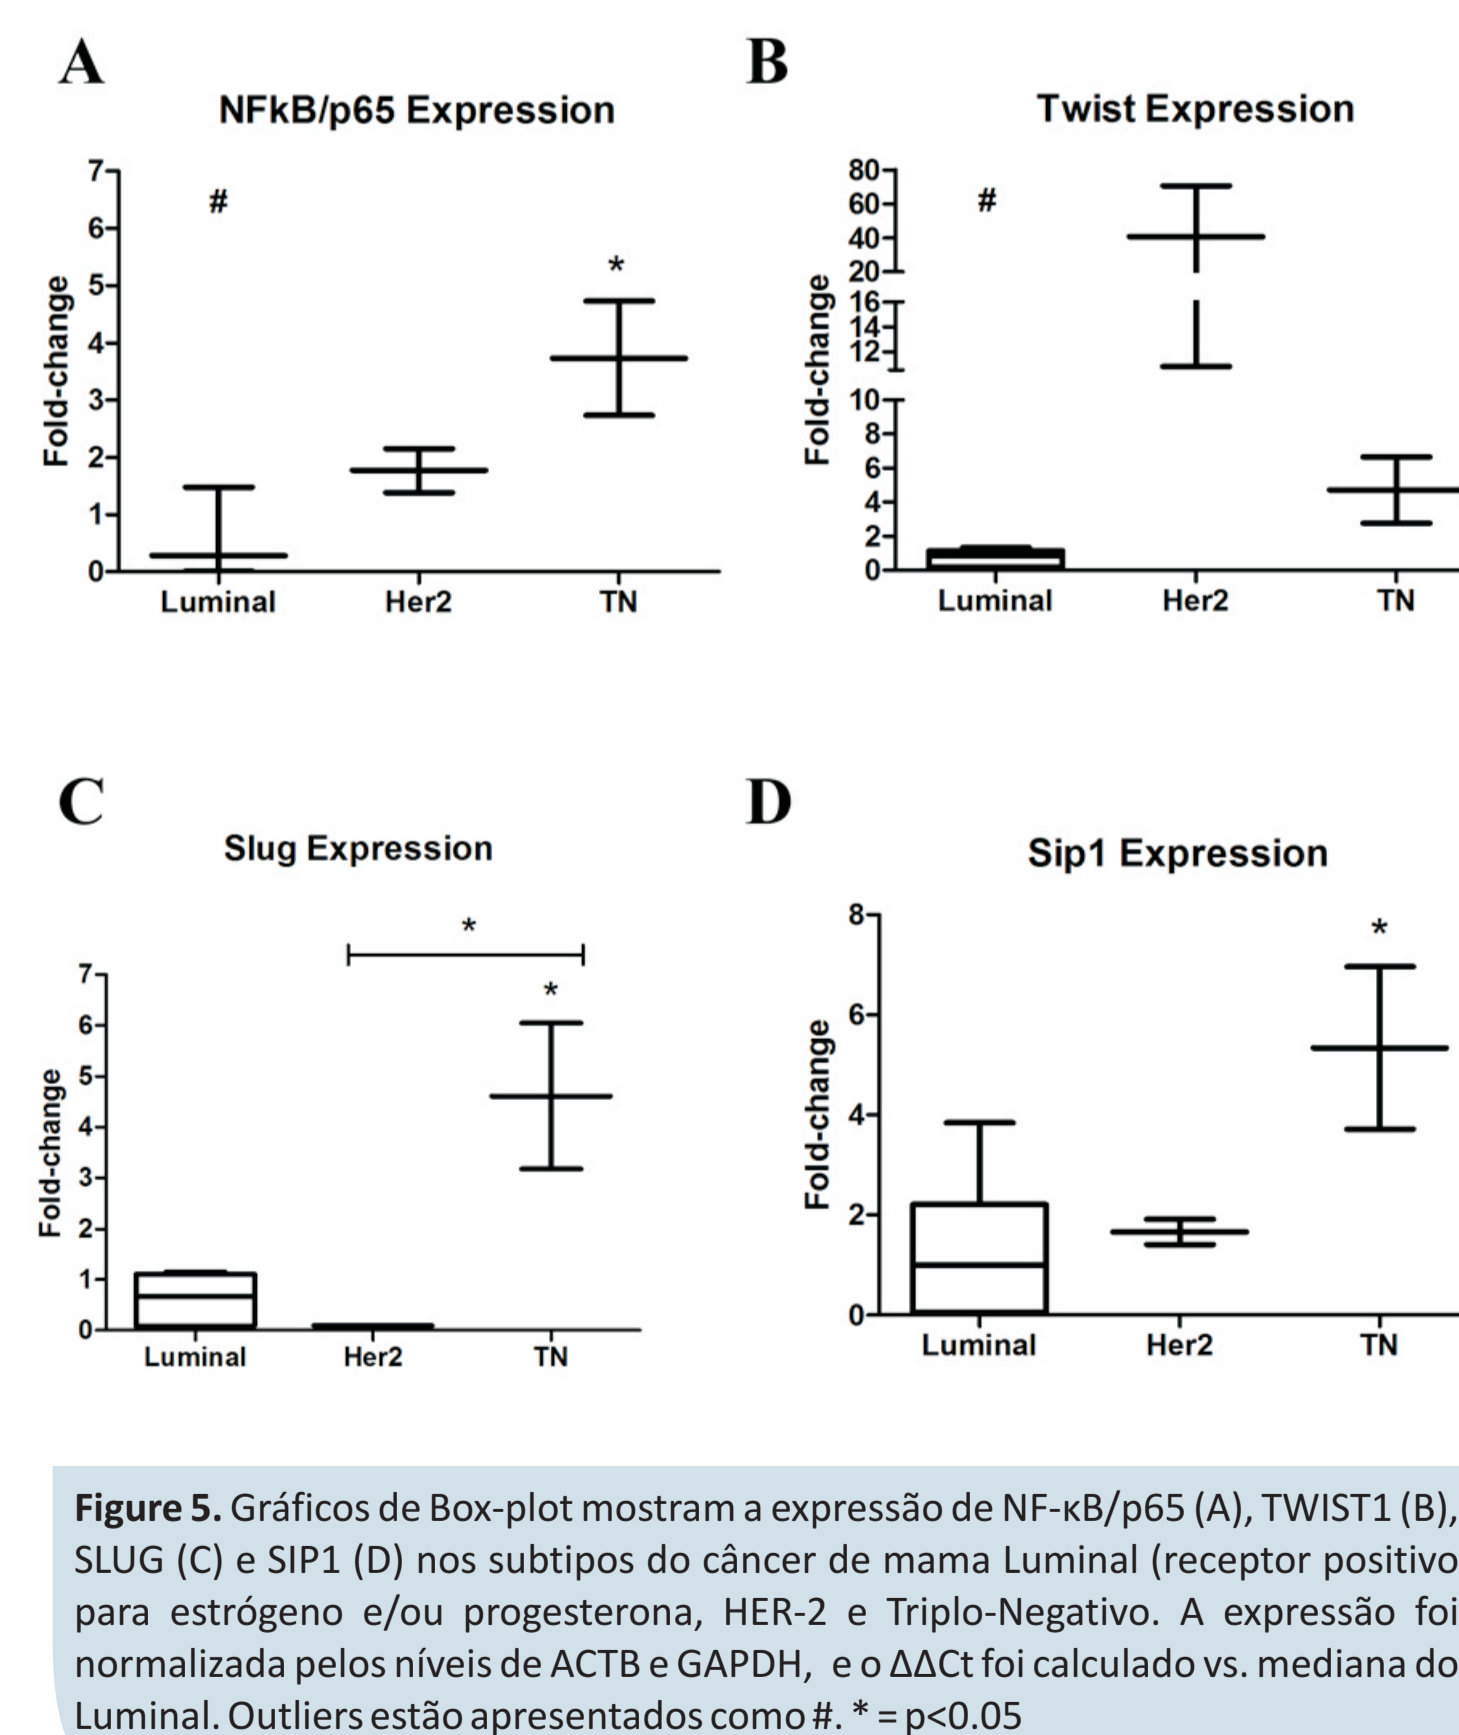 A
NFkB/p65 Expression
Fold-change
7
6
5
4
3
2
1
0
#
*
Luminal Her2 TN
B
Twist Expression
Fold-change
80
60
40
20
16
14
12
10
8
6
4
2
0
#
Luminal Her2 TN
C
Slug Expression
Fold-change
7
6
5
4
3
2
1
0
*
*
Luminal Her2 TN
D
Sip1 Expression
Fold-change
8
6
4
2
0
*
Luminal Her2 TN
Figure 5. Gráficos de Box-plot mostram a expressão de NF-κB/p65 (A), TWIST1 (B),
SLUG (C) e SIP1 (D) nos subtipos do câncer de mama Luminal (receptor positivo
para estrógeno e/ou progesterona, HER-2 e Triplo-Negativo. A expressão foi
normalizada pelos níveis de ACTB e GAPDH, e o ΔΔCt foi calculado vs. mediana do
Luminal. Outliers estão apresentados como #. * = p<0.05